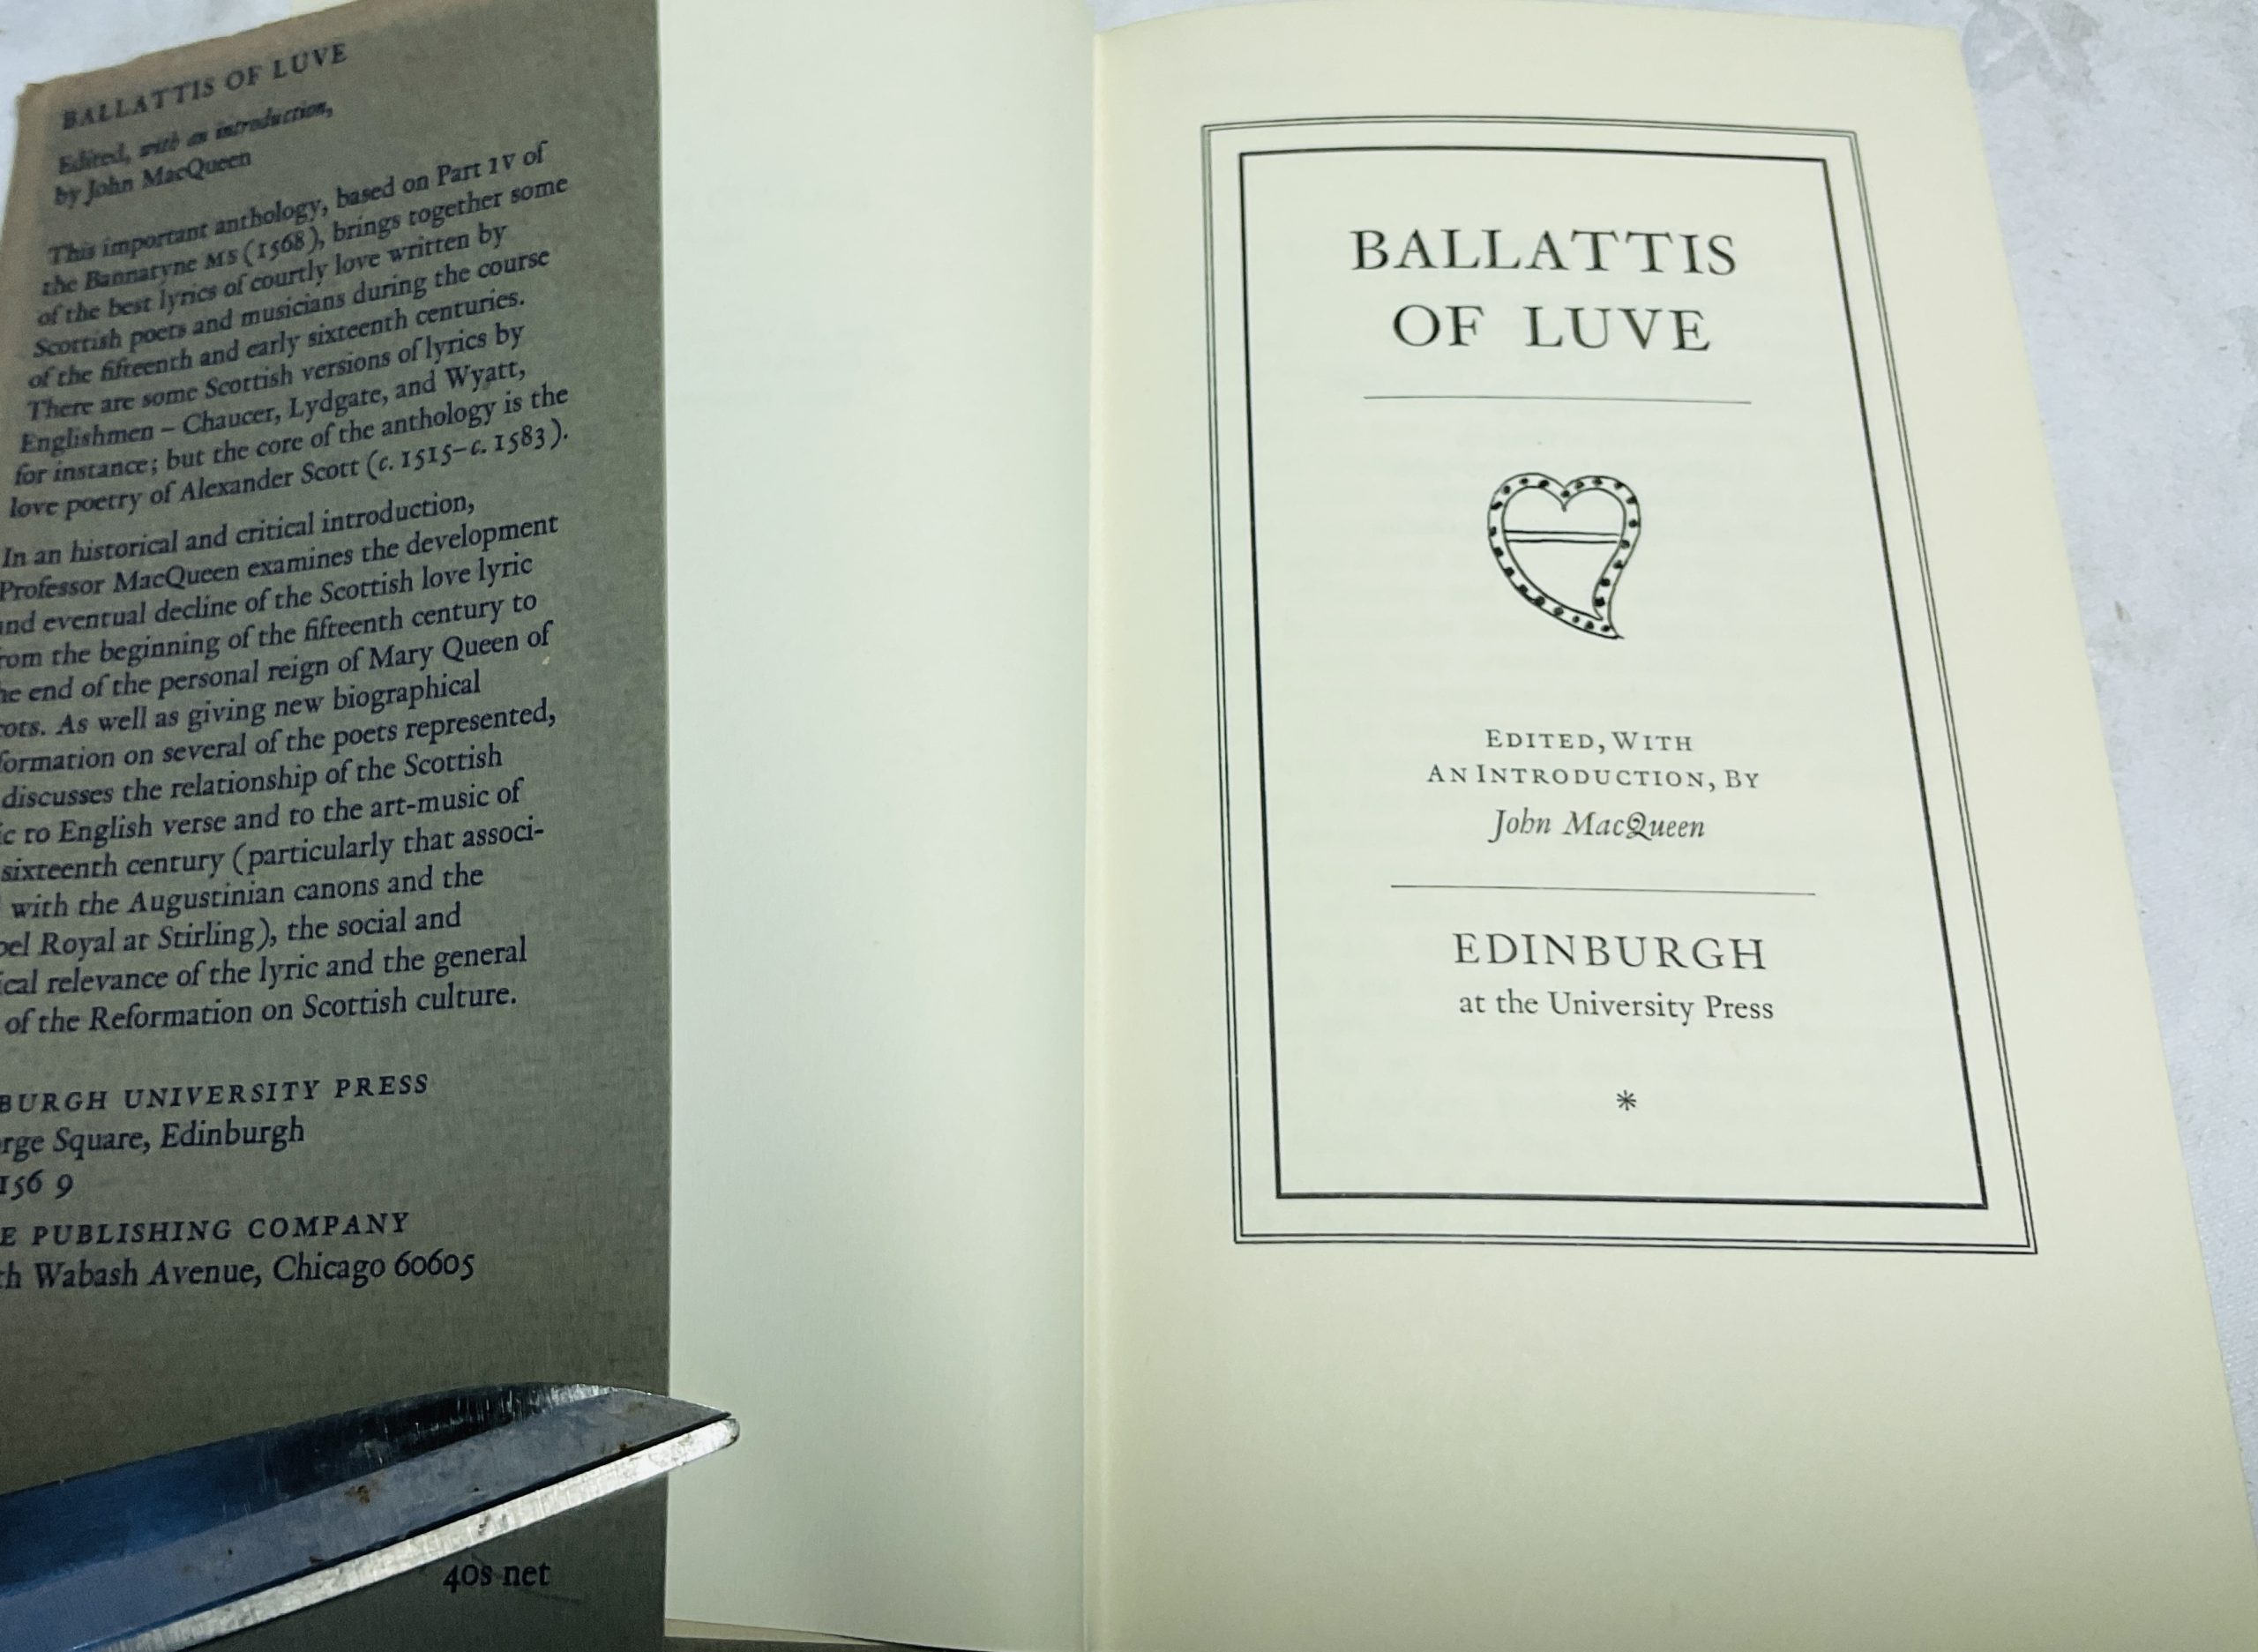 BALLATTIS OF LUVE
Edited, with an introduction,
by John MacQueen
This important anthology, based on Part IV of
the Bannatyne MS (1568), brings together some
of the best lyrics of courtly love written by
Scottish poets and musicians during the course
of the fifteenth and early sixteenth centuries.
There are some Scottish versions of lyrics by
Englishmen – Chaucer, Lydgate, and Wyatt,
for instance; but the core of the anthology is the
love poetry of Alexander Scott (c. 1515–c. 1583).
In an historical and critical introduction,
Professor MacQueen examines the development
and eventual decline of the Scottish love lyric
from the beginning of the fifteenth century to
he end of the personal reign of Mary Queen of
cots. As well as giving new biographical
formation on several of the poets represented,
discusses the relationship of the Scottish
ic to English verse and to the art-music of
sixteenth century (particularly that associ-
with the Augustinian canons and the
pel Royal at Stirling), the social and
ical relevance of the lyric and the general
of the Reformation on Scottish culture.
BURGH UNIVERSITY PRESS
rge Square, Edinburgh
156 9
E PUBLISHING COMPANY
th Wabash Avenue, Chicago 60605
40s net
BALLATTIS
OF LUVE
EDITED, WITH
AN INTRODUCTION, BY
John MacQueen
EDINBURGH
at the University Press
*